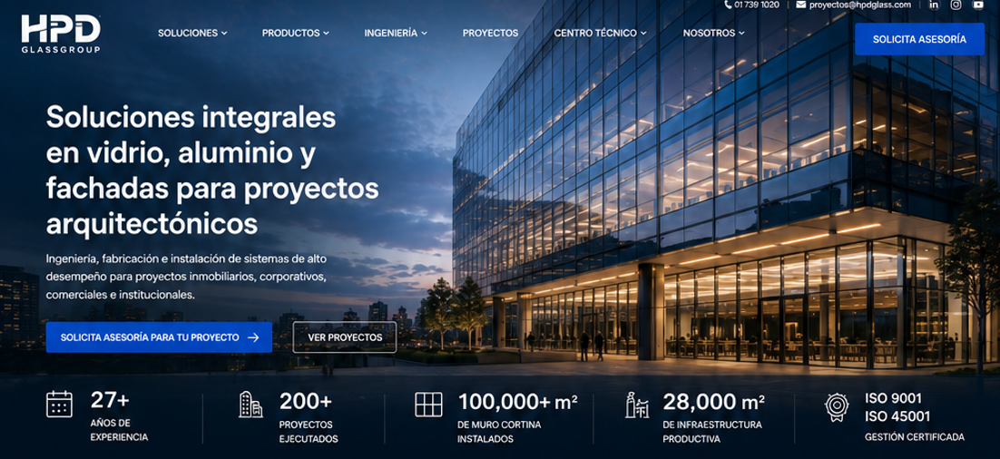 01 739 1020
proyectos@hpdglass.com
in
HPD
GLASSGROUP
SOLUCIONES
PRODUCTOS
INGENIERÍA
PROYECTOS
CENTRO TÉCNICO
NOSOTROS
SOLICITA ASESORÍA
Soluciones integrales
en vidrio, aluminio y
fachadas para proyectos
arquitectónicos
Ingeniería, fabricación e instalación de sistemas de alto
desempeño para proyectos inmobiliarios, corporativos,
comerciales e institucionales.
SOLICITA ASESORÍA PARA TU PROYECTO
VER PROYECTOS
27+
AÑOS DE
EXPERIENCIA
200+
PROYECTOS
EJECUTADOS
100,000+ m²
DE MURO CORTINA
INSTALADOS
28,000 m²
DE INFRAESTRUCTURA
PRODUCTIVA
ISO 9001
ISO 45001
GESTIÓN CERTIFICADA